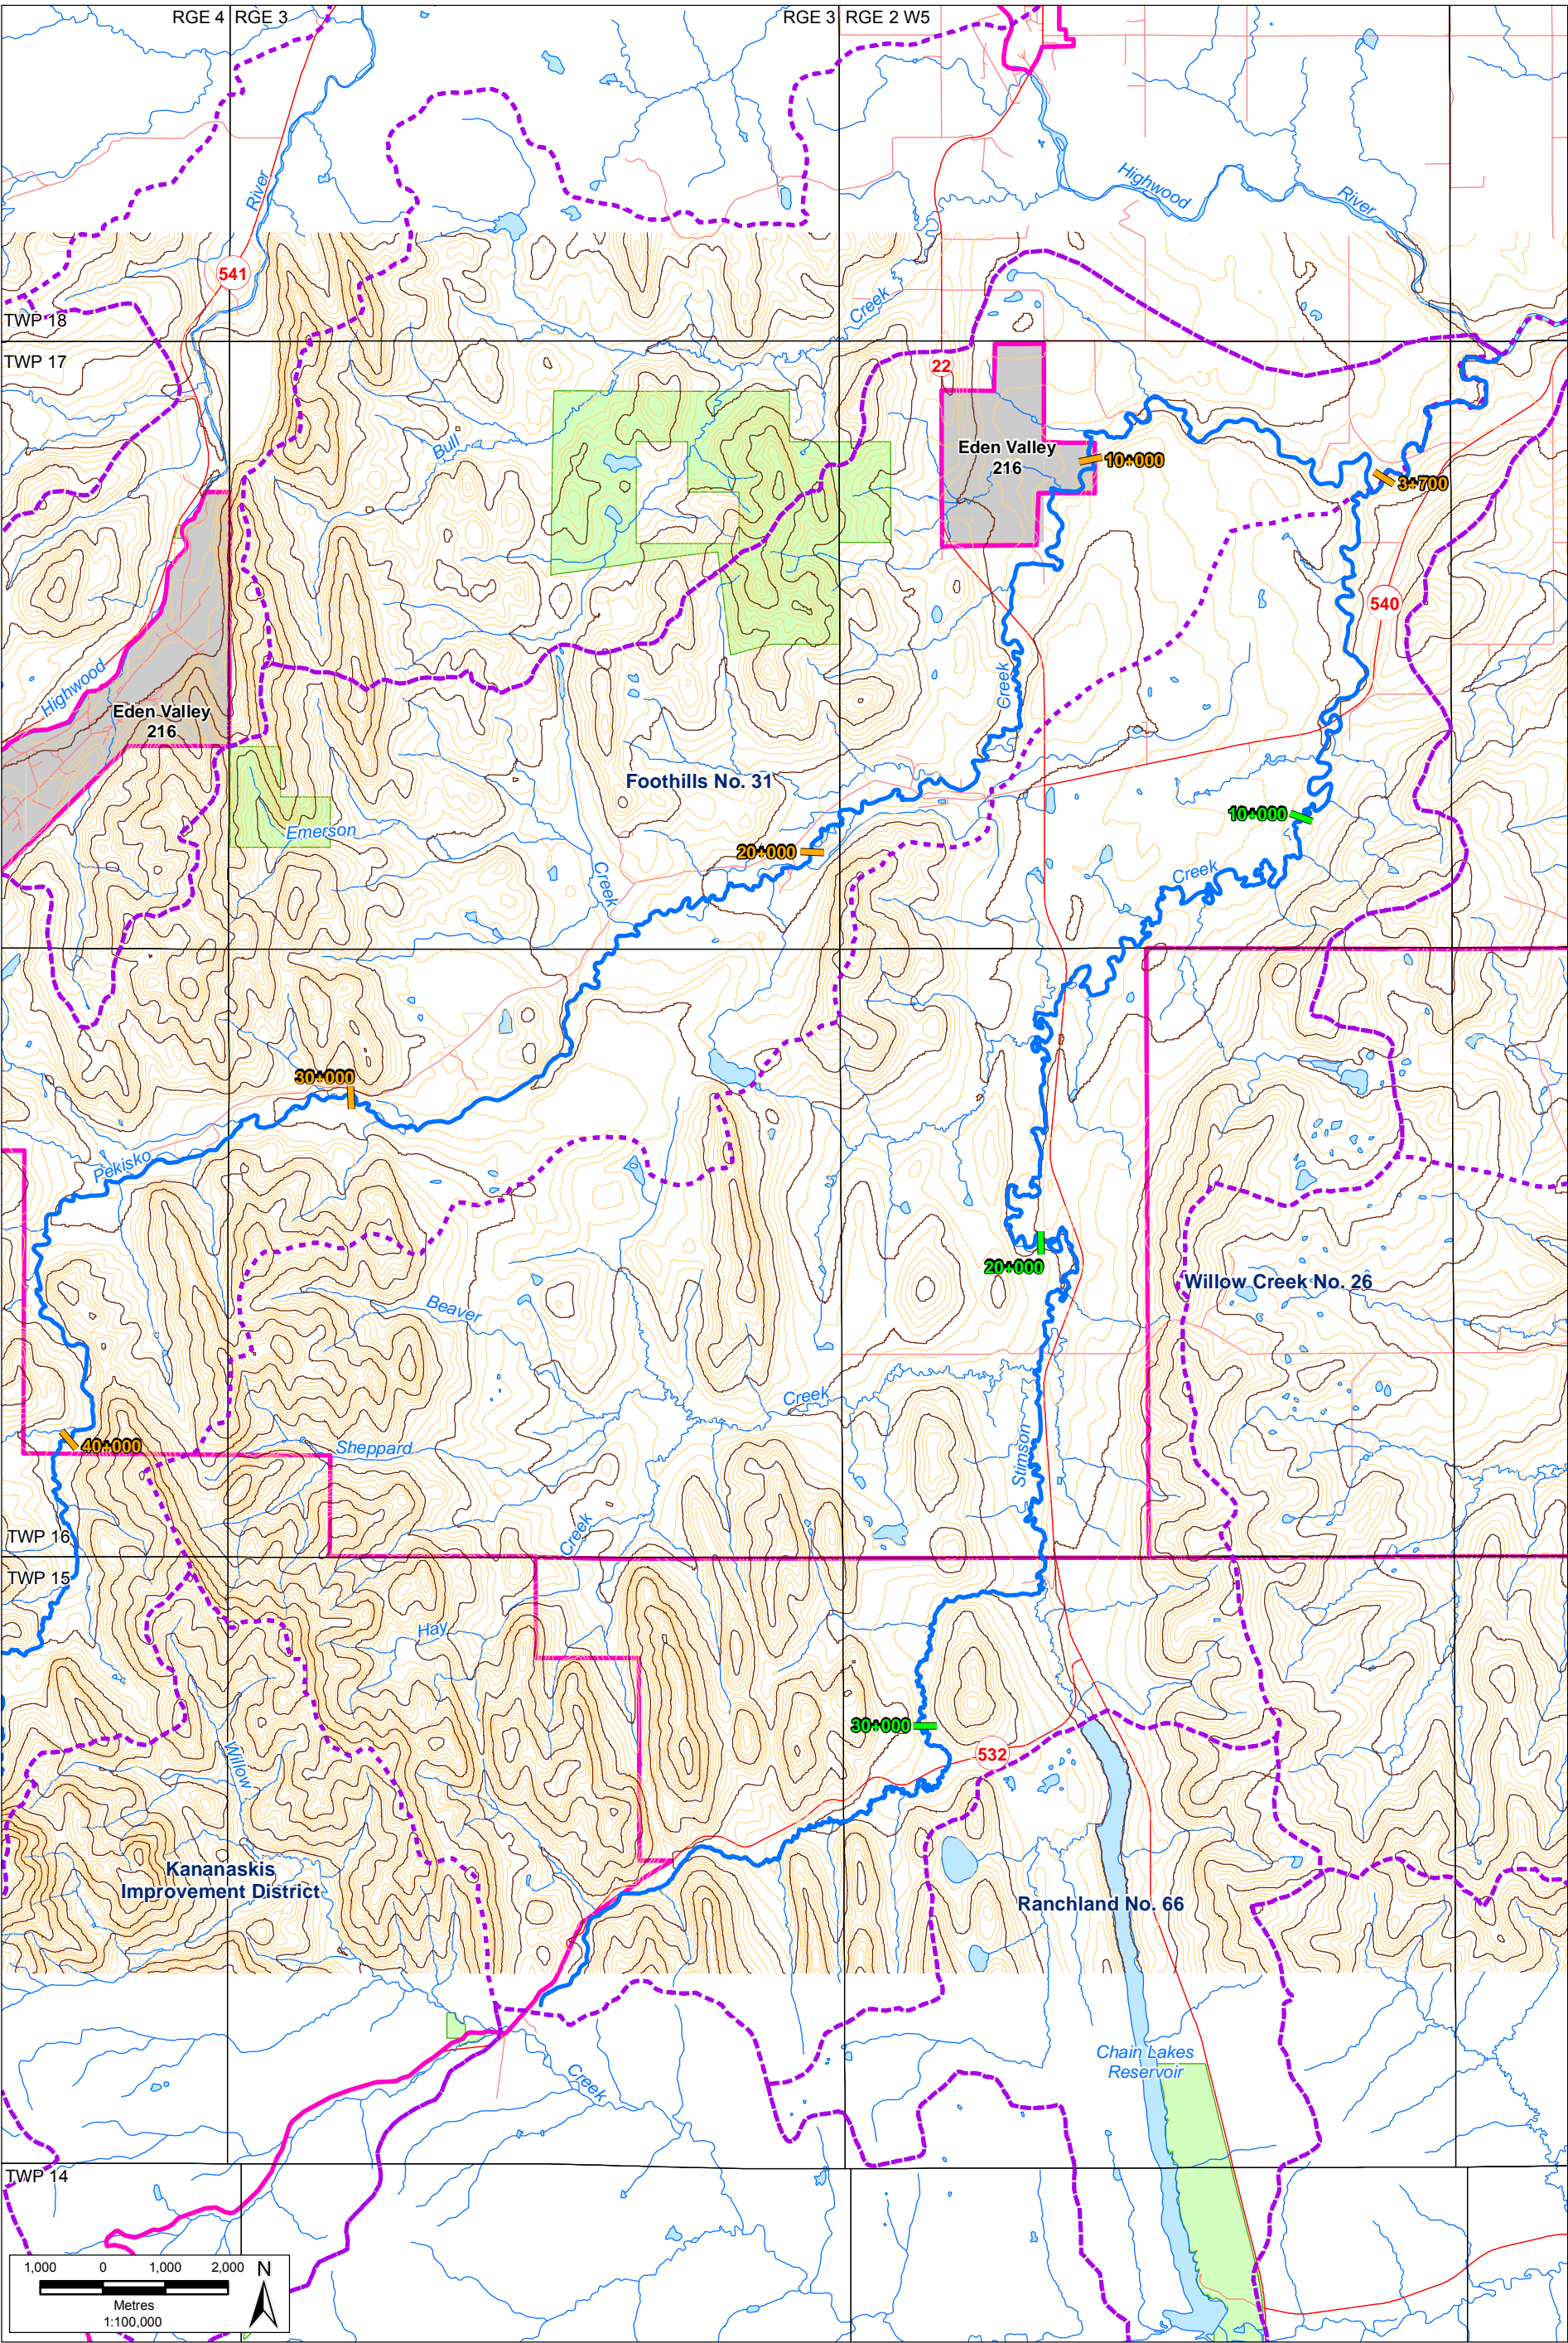 RGE 4
RGE 3
RGE 3
RGE 2 W5
Highwood
River
River
541
TWP 18
Creek
TWP 17
22
Bull
Eden Valley
216
10+000
3+700
540
Highwood
Creek
Eden Valley
216
Foothills No. 31
10+000
Emerson
20+000
Creek
Creek
30+000
Pekisko
20+000
Willow Creek No. 26
Beaver
Creek
40+000
Sheppard
Stimson
Creek
TWP 16
TWP 15
Hay
30+000
532
Willow
Kananaskis
Improvement District
Ranchland No. 66
Chain Lakes
Reservoir
Creek
TWP 14
1,000 0 1,000 2,000
N
Metres
1:100,000